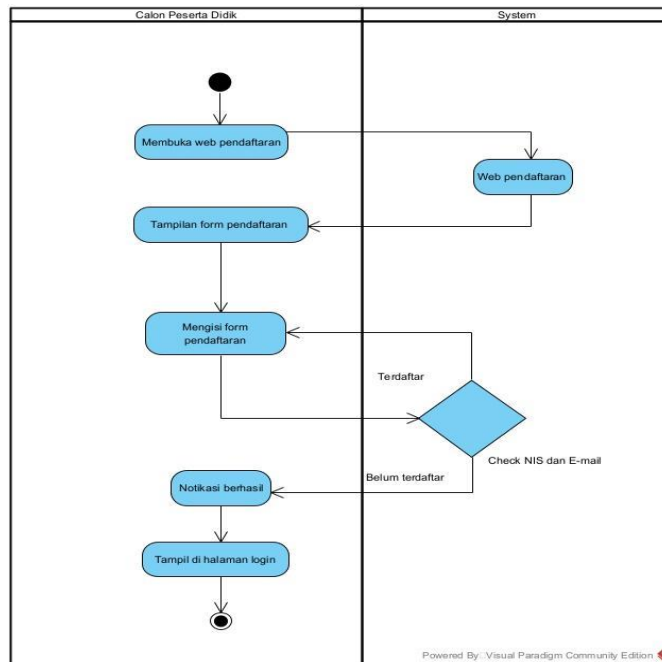 Calon Peserta Didik
System
Membuka web pendaftaran
Web pendaftaran
Tampilan form pendaftaran
Mengisi form
pendaftaran
Terdaftar
Check NIS dan E-mail
Belum terdaftar
Notikasi berhasil
Tampil di halaman login
Powered By Visual Paradigm Community Edition